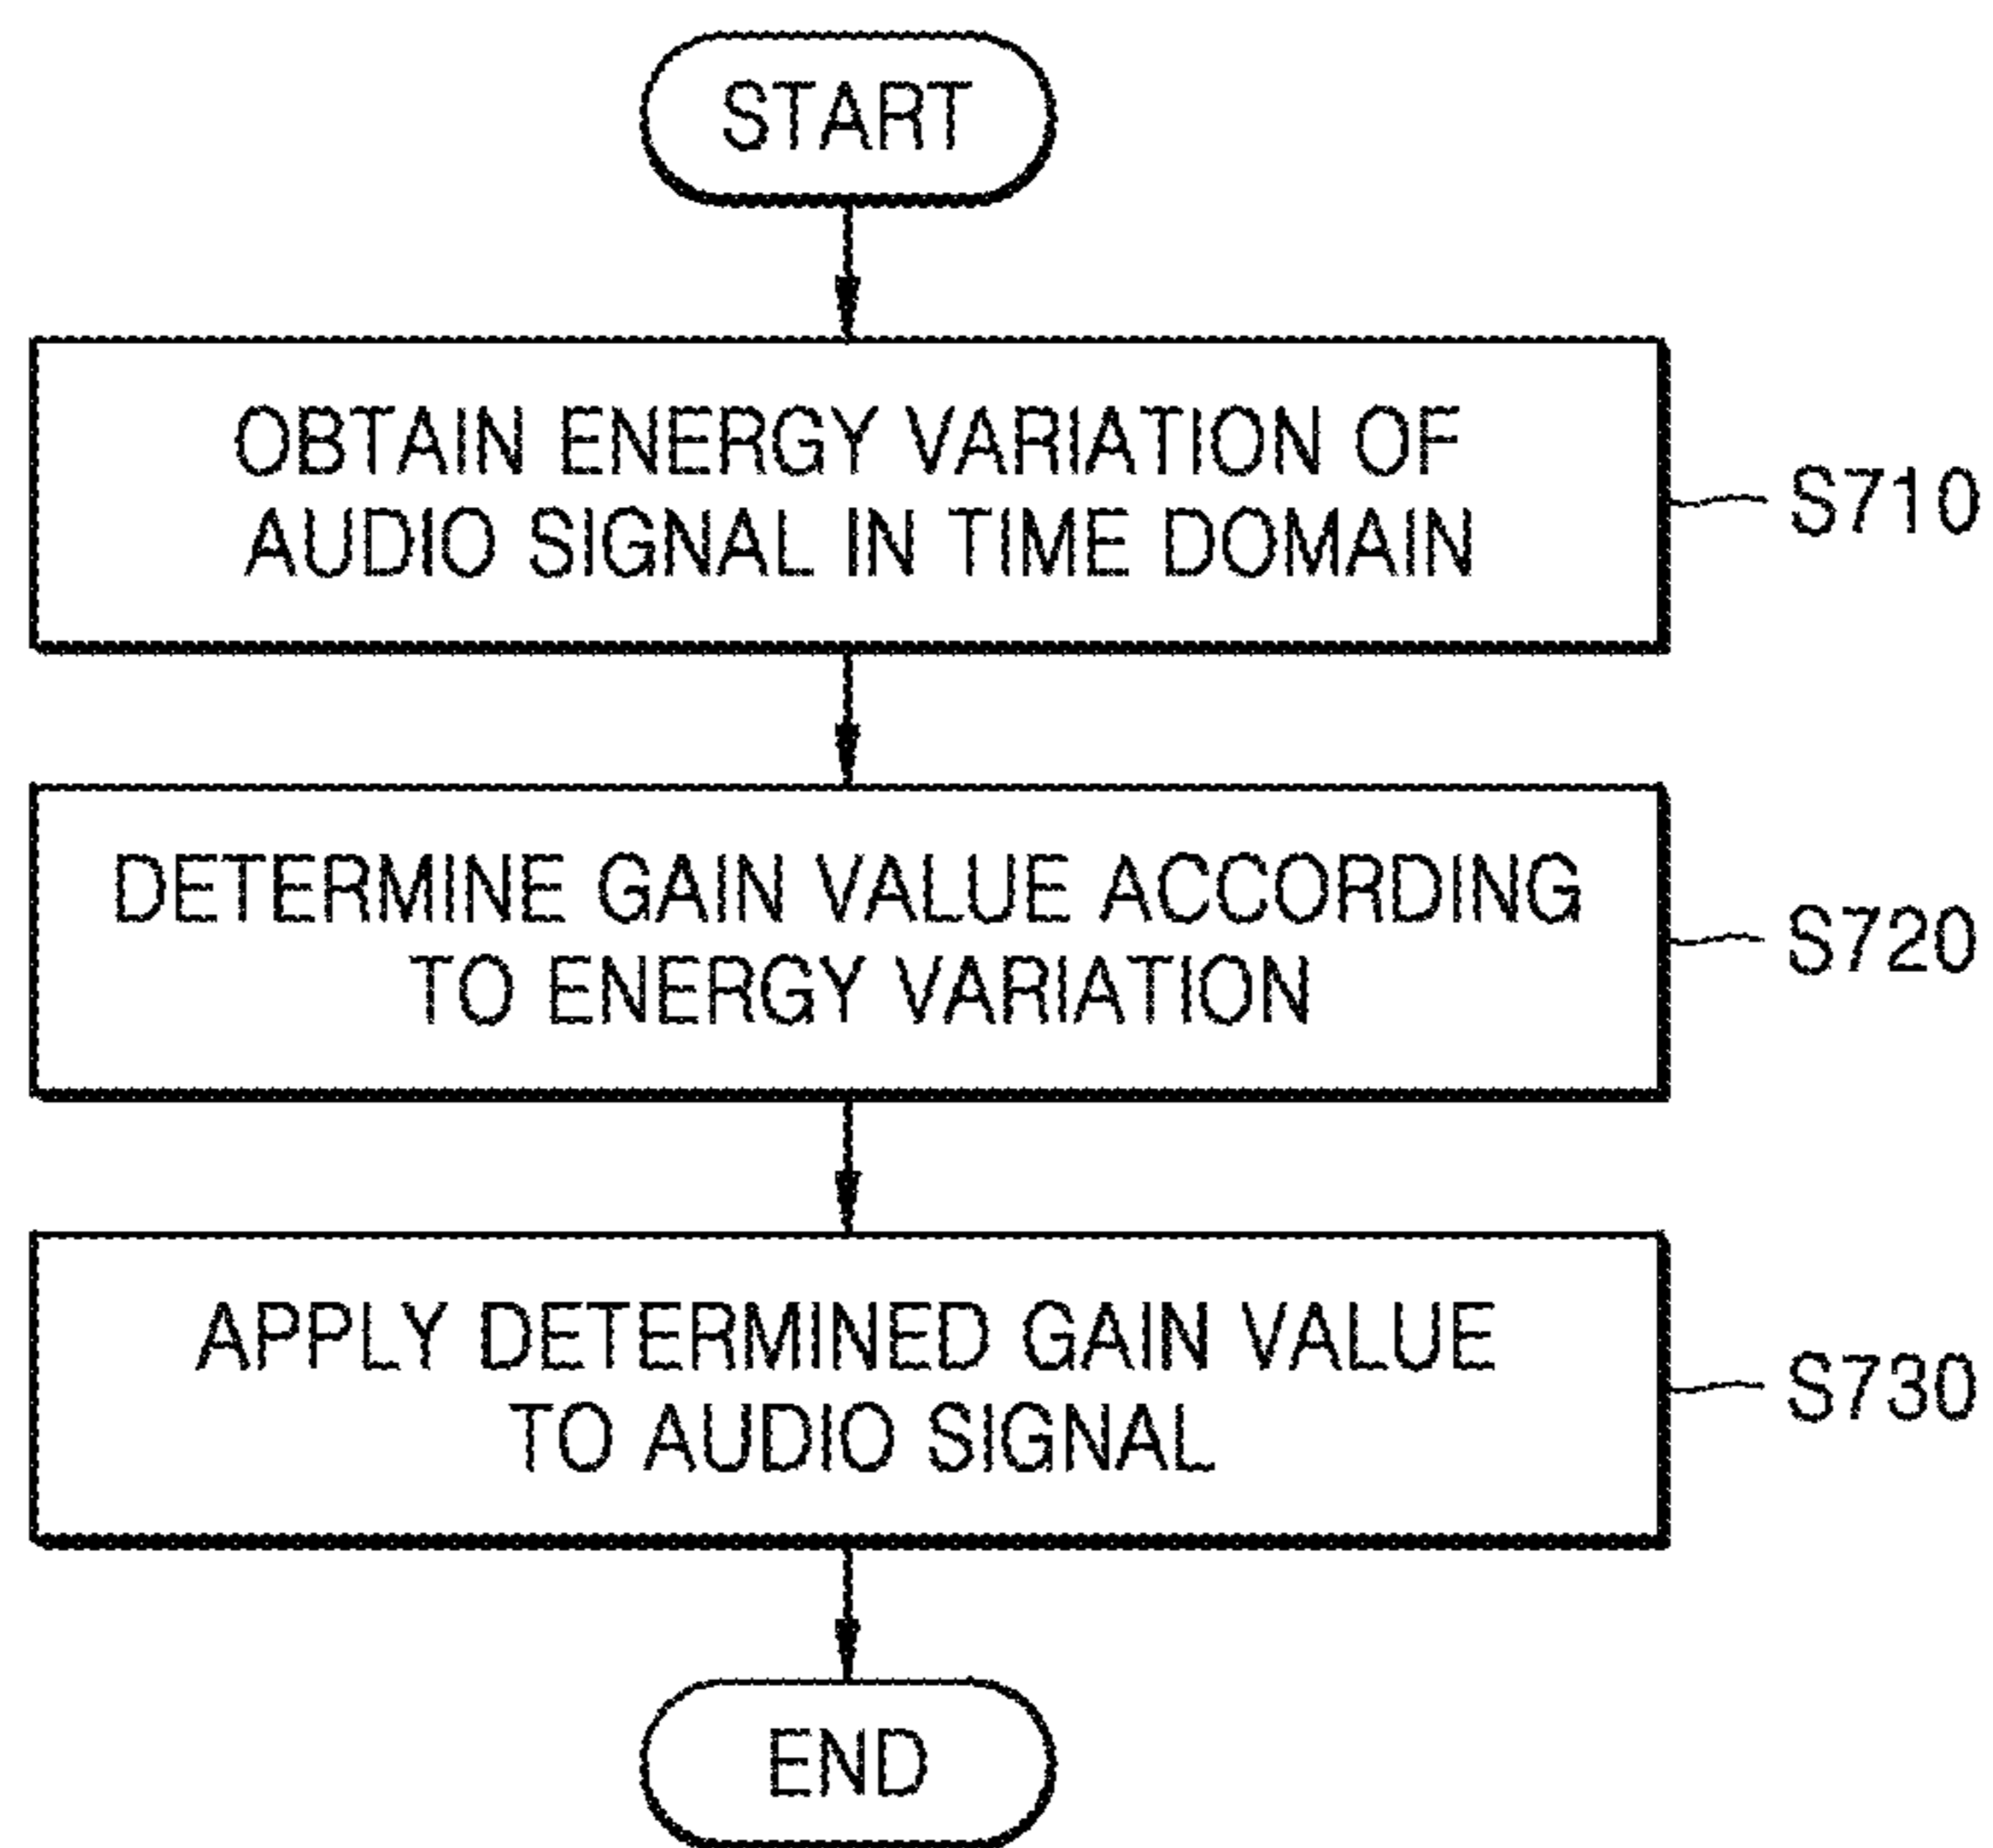 START
OBTAIN ENERGY VARIATION OF
AUDIO SIGNAL IN TIME DOMAIN
S710
DETERMINE GAIN VALUE ACCORDING
TO ENERGY VARIATION
S720
APPLY DETERMINED GAIN VALUE
TO AUDIO SIGNAL
S730
END